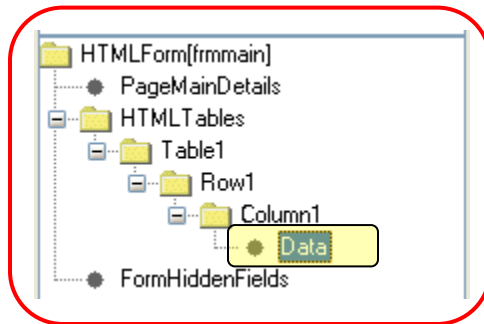 HTMLForm[frmmain]
PageMainDetails
HTMLTables
Table1
Row1
Column1
Data
FormHiddenFields